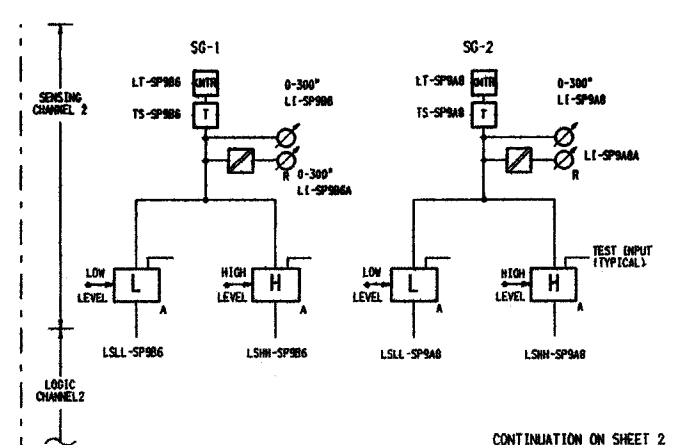 SG-1
SG-2
LT-SP9B6
CNTR
0-300"
LI-SP9B6
TS-SP9B6
T
R
0-300"
LI-SP9B6A
LT-SP9A8
CNTR
0-300"
LI-SP9A8
TS-SP9A8
T
LI-SP9A8A
R
SENSING
CHANNEL 2
LOW
LEVEL
L
A
HIGH
LEVEL
H
A
LOW
LEVEL
L
A
HIGH
LEVEL
H
A
TEST INPUT
(TYPICAL)
LSLL-SP9B6
LSHH-SP9B6
LSLL-SP9A8
LSHH-SP9A8
LOGIC
CHANNEL2
CONTINUATION ON SHEET 2